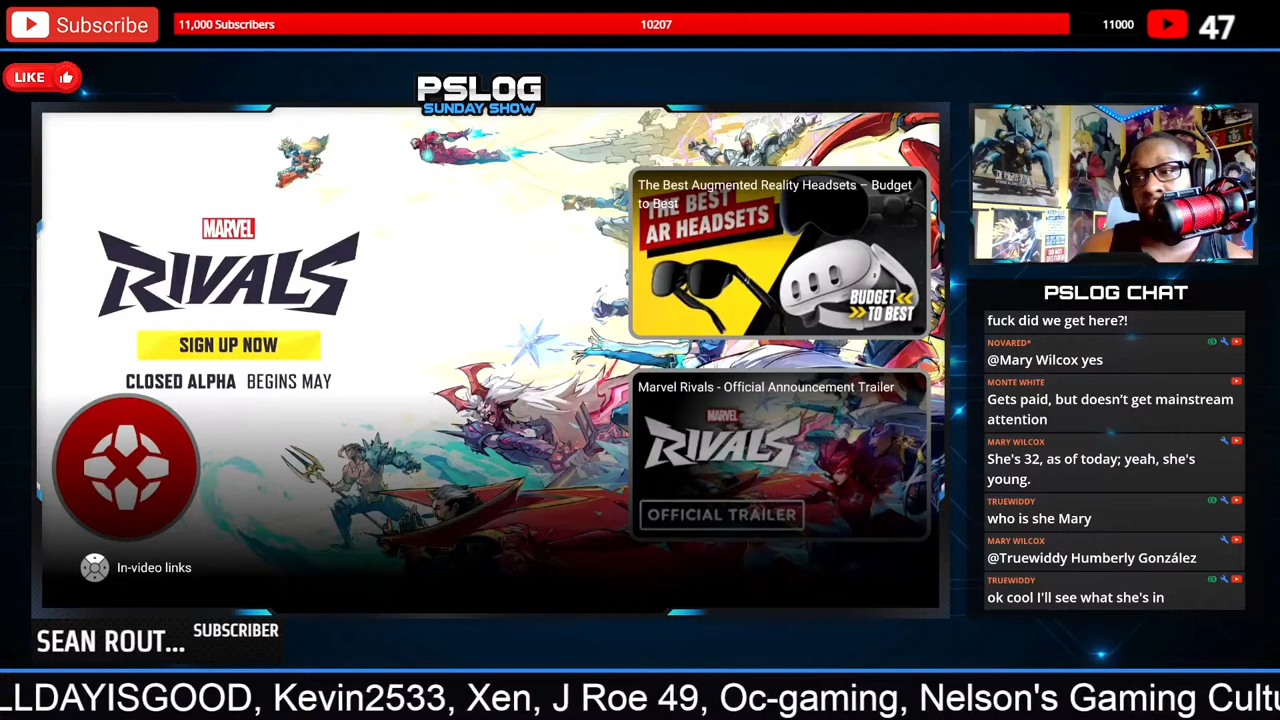 Subscribe
11,000 Subscribers
10207
11000
47
LIKE
PSLOG
SUNDAY SHOW
MARVEL
RIVALS
SIGN UP NOW
CLOSED ALPHA BEGINS MAY
In-video links
The Best Augmented Reality Headsets – Budget
to Best
THE BEST
AR HEADSETS
BUDGET
TO BEST
Marvel Rivals - Official Announcement Trailer
MARVEL
RIVALS
OFFICIAL TRAILER
PSLOG CHAT
fuck did we get here?!
NOVARED*
@Mary Wilcox yes
MONTE WHITE
Gets paid, but doesn't get mainstream
attention
MARY WILCOX
She's 32, as of today; yeah, she's
young.
TRUEWIDDY
who is she Mary
MARY WILCOX
@Truewiddy Humberly González
TRUEWIDDY
ok cool I'll see what she's in
SEAN ROUT...
SUBSCRIBER
LLDAYISGOOD, Kevin2533, Xen, J Roe 49, Oc-gaming, Nelson's Gaming Cultu